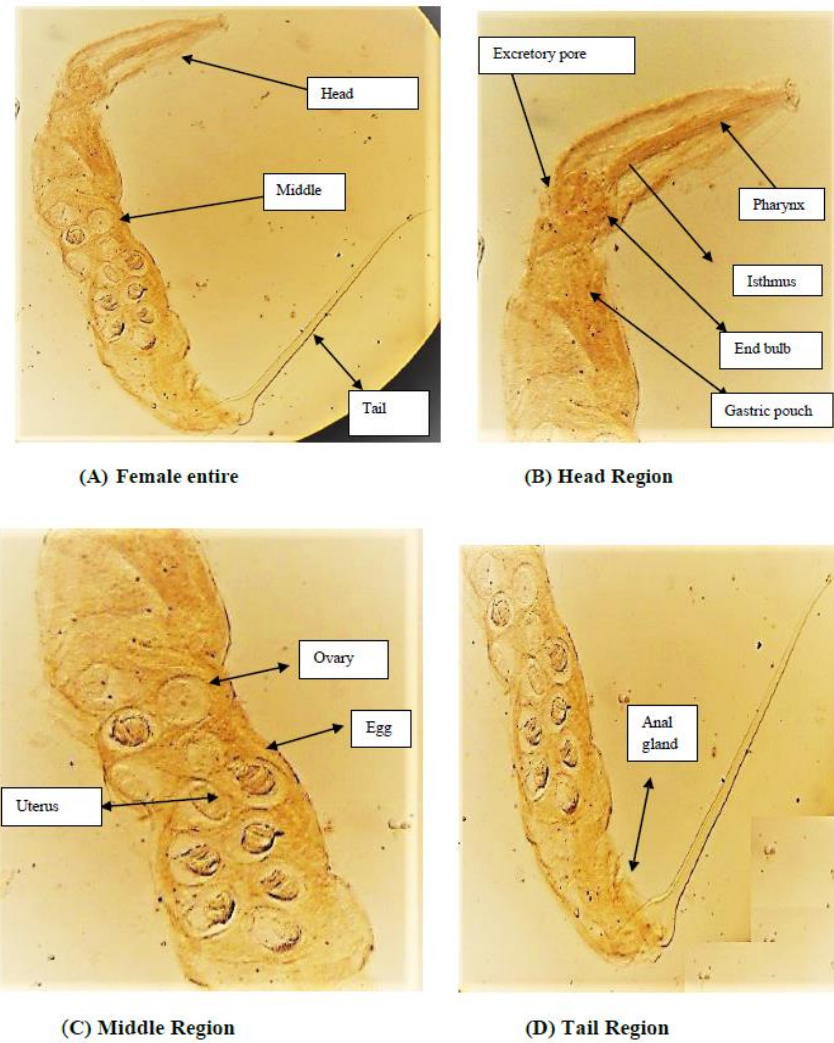 Head
Middle
Tail
(A) Female entire
Excretory pore
Pharynx
Isthmus
End bulb
Gastric pouch
(B) Head Region
Ovary
Egg
Uterus
(C) Middle Region
Anal
gland
(D) Tail Region